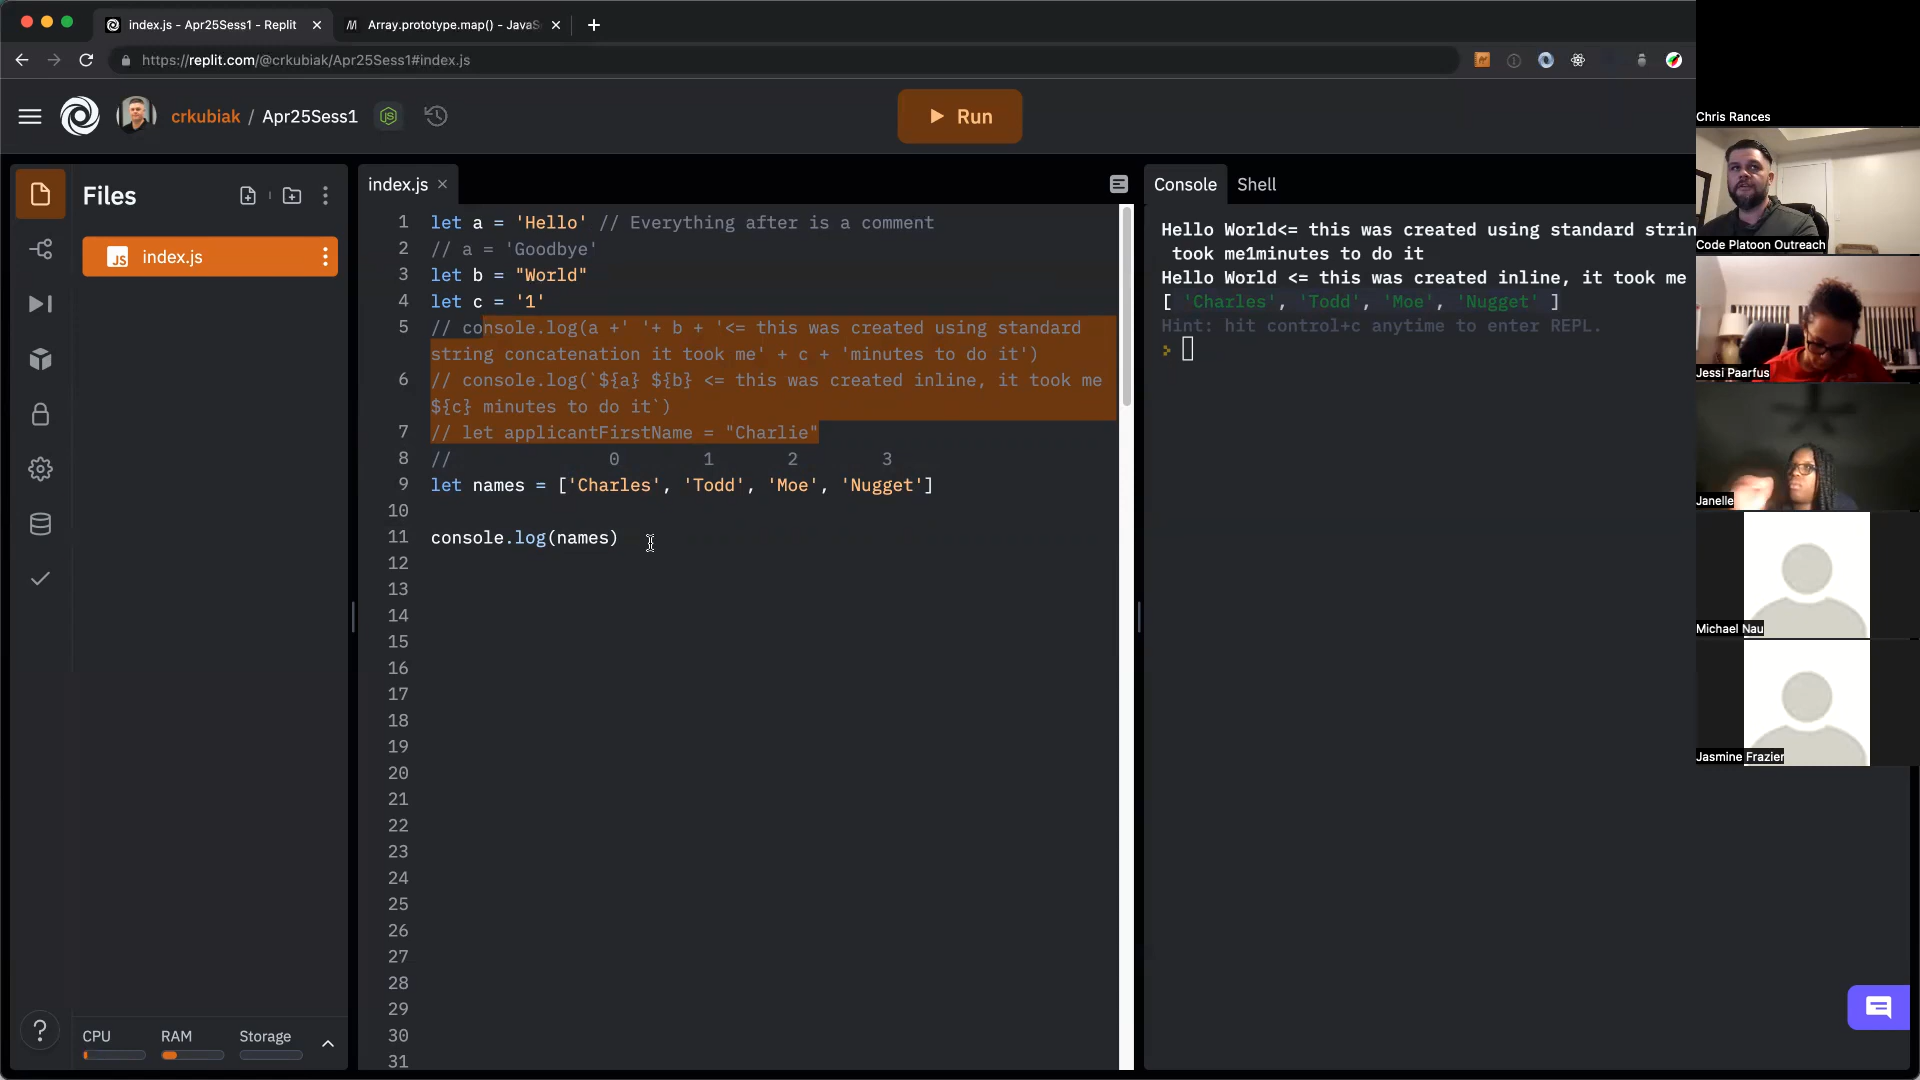 index.js - Apr25Sess1 - Replit
Array.prototype.map() - JavaS
https://replit.com/@crkubiak/Apr25Sess1#index.js
crkubiak / Apr25Sess1
Run
Files
JS index.js
CPU
RAM
Storage
index.js
1 let a = 'Hello' // Everything after is a comment
2 // a = 'Goodbye'
3 let b = "World"
4 let c = '1'
5 // console.log(a +' '+ b + '<= this was created using standard
string concatenation it took me' + c + 'minutes to do it')
6 // console.log(`${a} ${b} <= this was created inline, it took me
${c} minutes to do it`)
7 // let applicantFirstName = "Charlie"
8 // 0 1 2 3
9 let names = ['Charles', 'Todd', 'Moe', 'Nugget']
10
11 console.log(names)
12
13
14
15
16
17
18
19
20
21
22
23
24
25
26
27
28
29
30
31
Console
Shell
Hello World<= this was created using standard strin
took me1minutes to do it
Hello World <= this was created inline, it took me
[ 'Charles', 'Todd', 'Moe', 'Nugget' ]
Hint: hit control+c anytime to enter REPL.
Chris Rances
Code Platoon Outreach
Jessi Paarfus
Janelle
Michael Nau
Jasmine Frazier